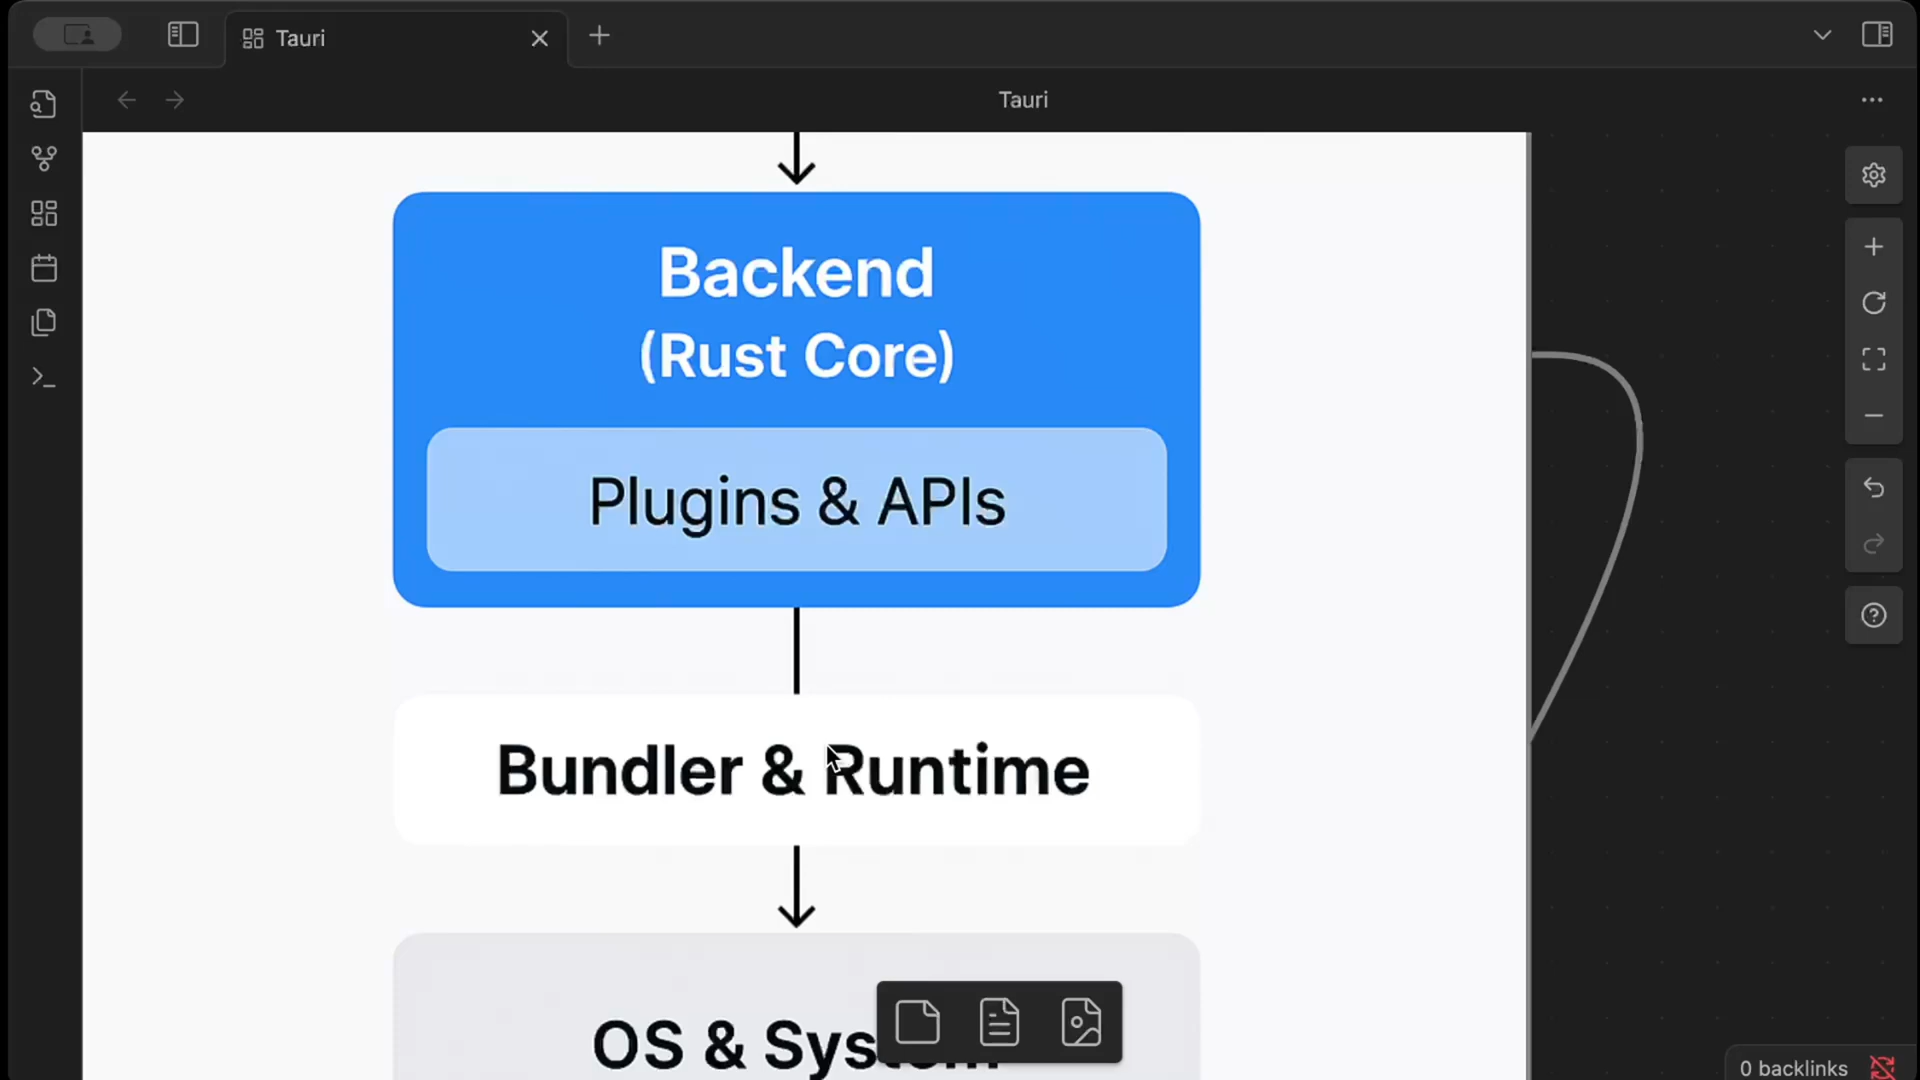 Tauri
Tauri
Backend
(Rust Core)
Plugins & APIs
Bundler & Runtime
OS & Sys
0 backlinks